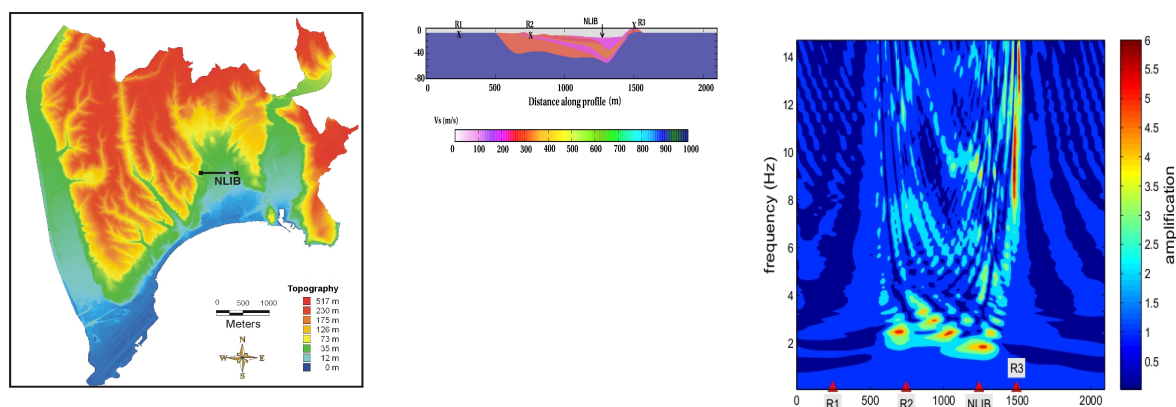 NLIB
0 500 1000
Meters
N
W E
S
Topography
517 m
230 m
175 m
126 m
73 m
35 m
12 m
0 m
R1 R2 NLIB R3
X X X
0
-40
-80
0 500 1000 1500 2000
Distance along profile (m)
Vs (m/s)
0 100 200 300 400 500 600 700 800 900 1000
frequency (Hz)
14
12
10
8
6
4
2
R3
0 500 1000 1500 2000
R1 R2 NLIB
amplification
6
5.5
5
4.5
4
3.5
3
2.5
2
1.5
1
0.5